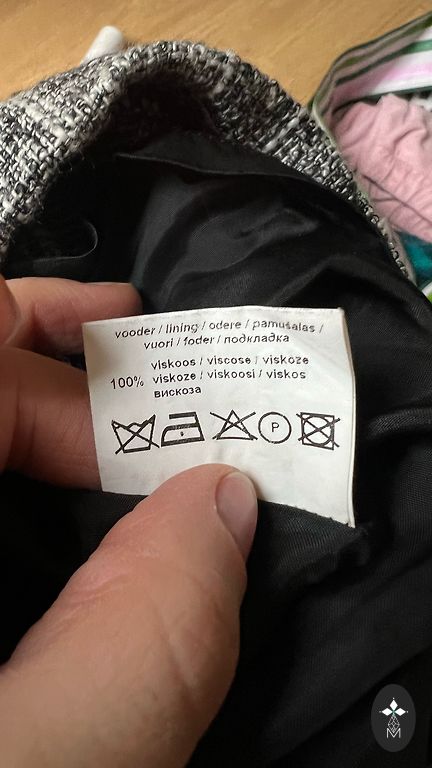 vooder / lining / odere / pamušalas /
vuori / foder / подкладка
viskoos / viscose / viskoze
100% viskoze / viskoosi / viskos
вискоза
P
M